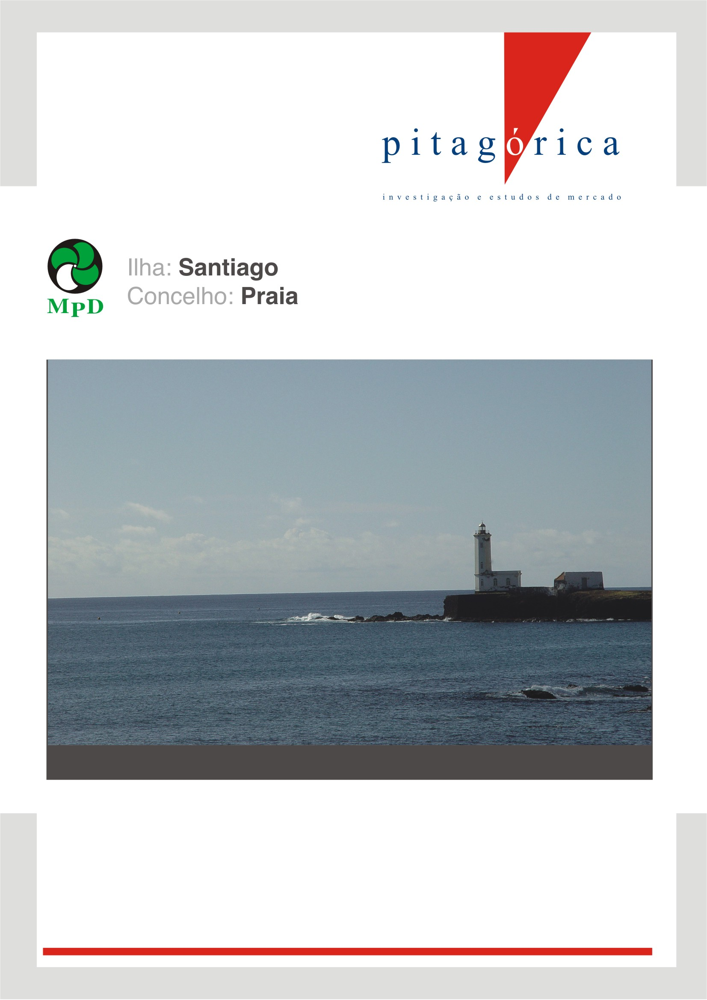 pitagórica
investigação e estudos de mercado
Ilha: Santiago
Concelho: Praia
MPD